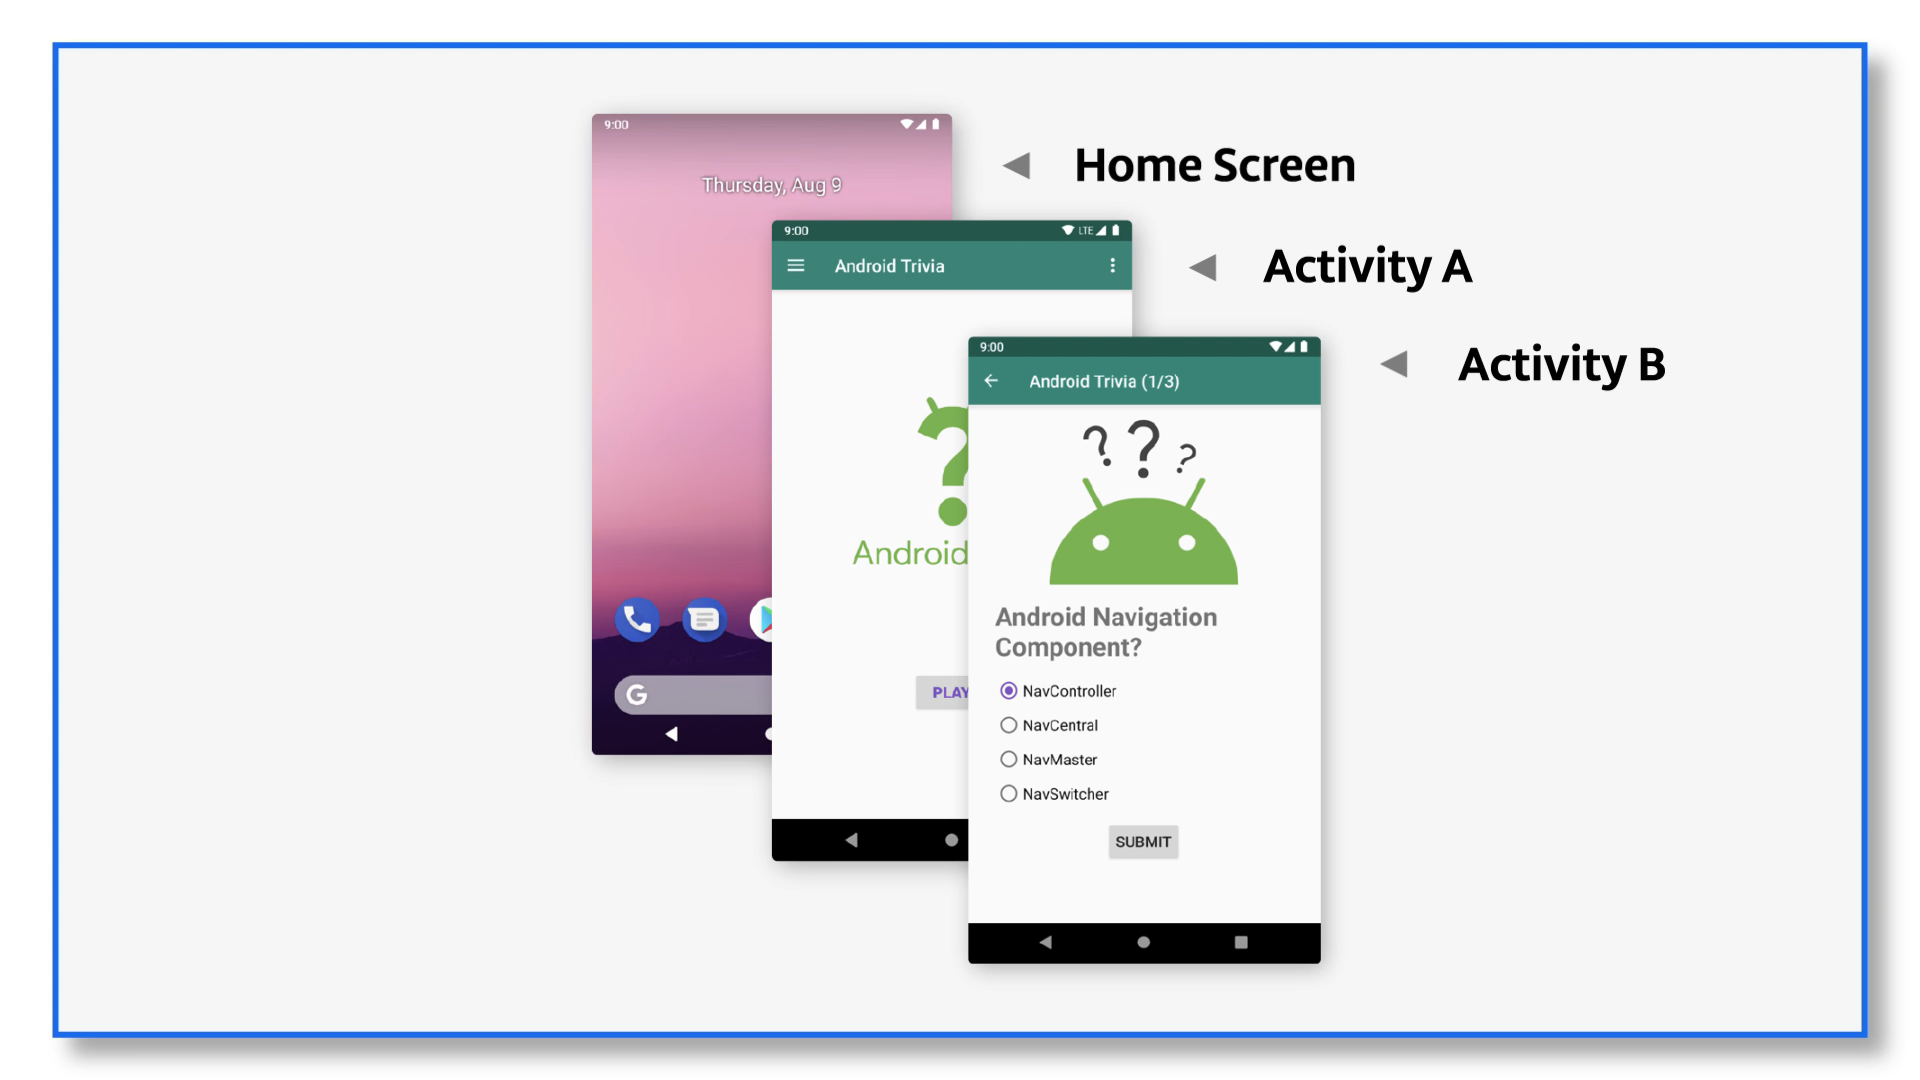 9:00
Thursday, Aug 9
Home Screen
9:00
LTE
Android Trivia
Activity A
Android
PLAY
G
9:00
Android Trivia (1/3)
Activity B
? ? ?
Android Navigation
Component?
NavController
NavCentral
NavMaster
NavSwitcher
SUBMIT